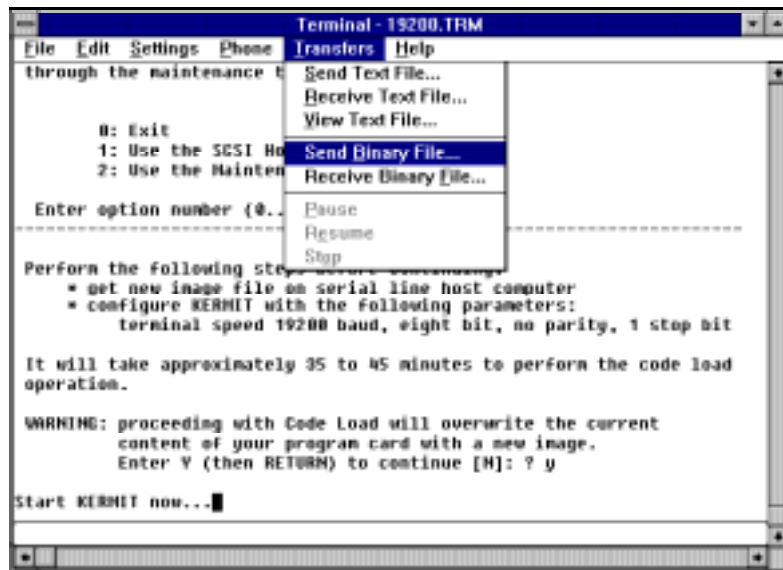 Terminal - 19200.TRM
File Edit Settings Phone Transfers Help
through the maintenance t
Send Text File...
Receive Text File...
View Text File...
Send Binary File...
Receive Binary File...
Pause
Resume
Stop
0: Exit
1: Use the SCSI Ho
2: Use the Mainten
Enter option number (0..
Perform the following steps before continuing:
* get new image file on serial line host computer
* configure KERMIT with the following parameters:
terminal speed 19200 baud, eight bit, no parity, 1 stop bit
It will take approximately 35 to 45 minutes to perform the code load
operation.
WARNING: proceeding with Code Load will overwrite the current
content of your program card with a new image.
Enter Y (then RETURN) to continue [N]: ? y
Start KERMIT now...